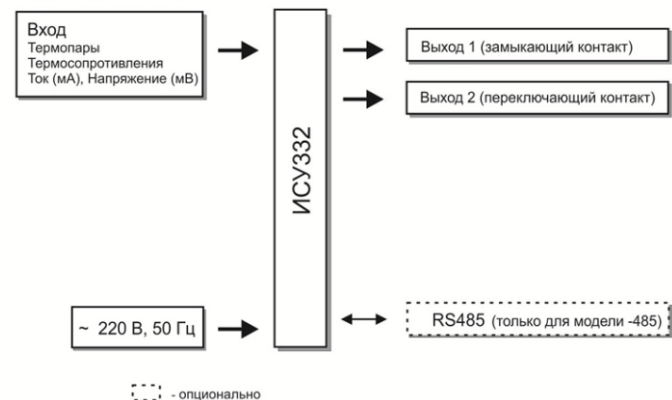 Вход
Термопары
Термосопротивления
Ток (мА), Напряжение (мВ)
ИСУ332
Выход 1 (замыкающий контакт)
Выход 2 (переключающий контакт)
~ 220 В, 50 Гц
RS485 (только для модели -485)
- опционально